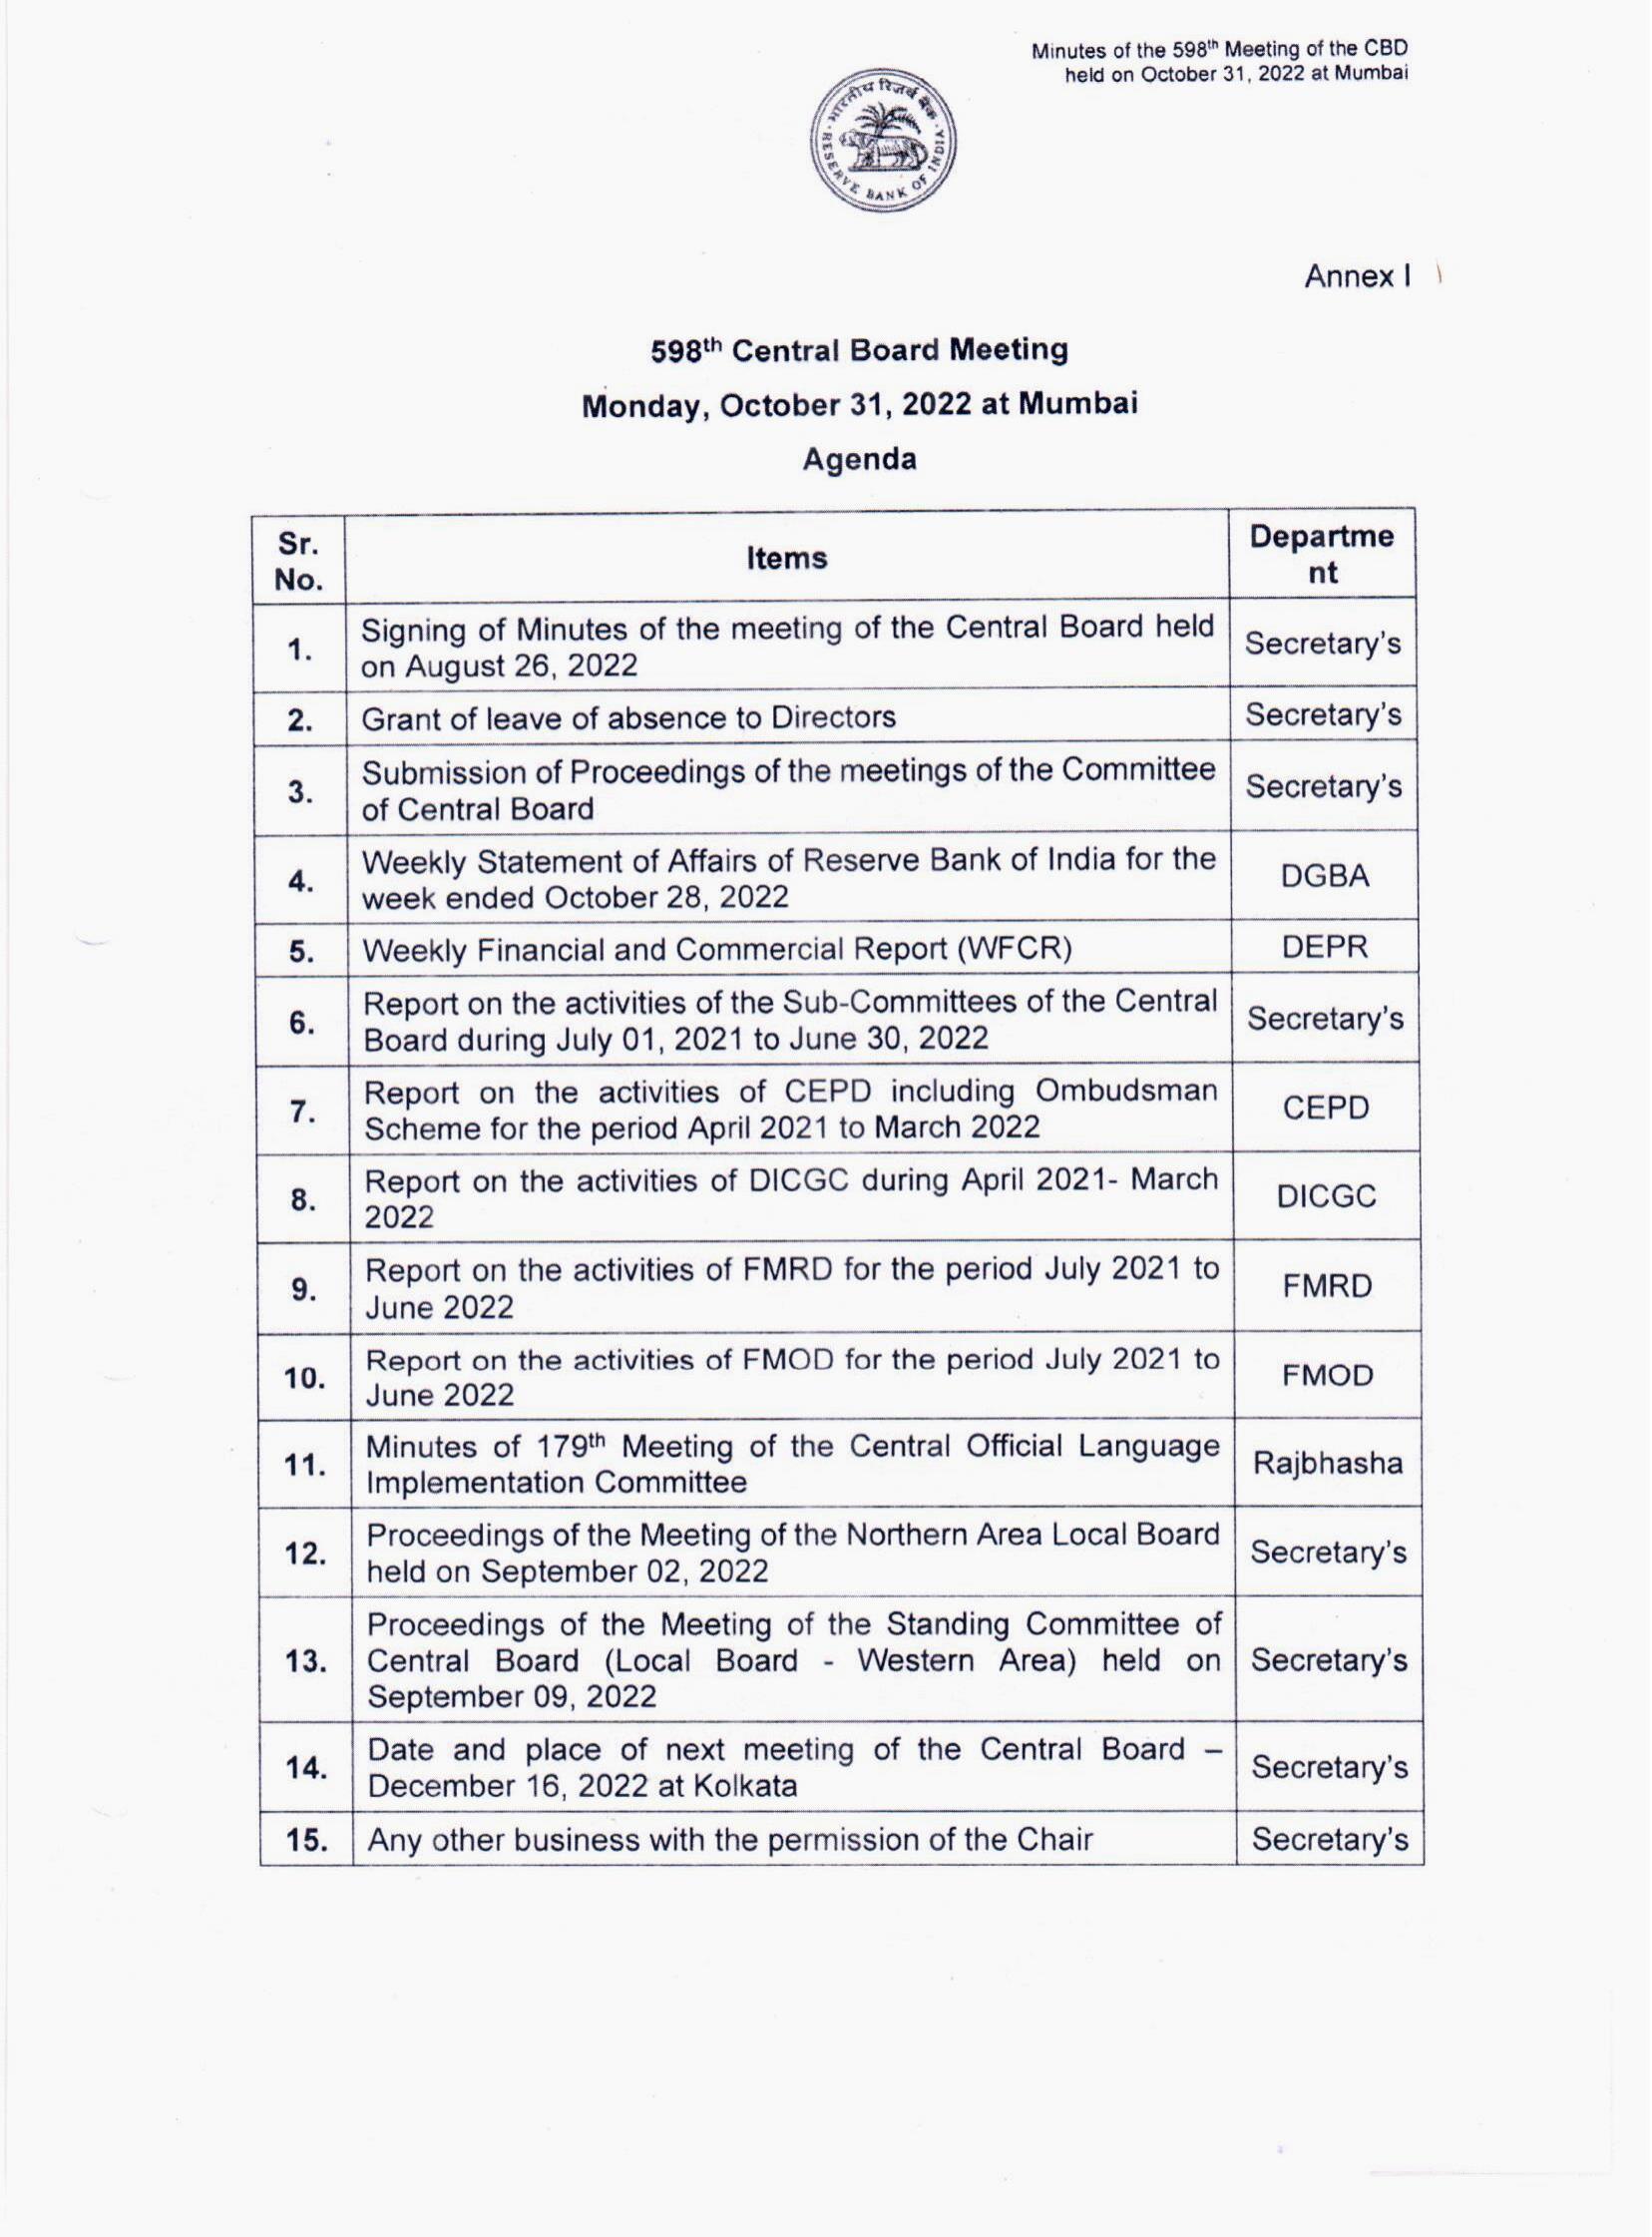 Minutes of the 598th Meeting of the CBD
held on October 31, 2022 at Mumbai
भारतीय रिज़र्व बैंक
RESERVE BANK OF INDIA
Annex I
598th Central Board Meeting
Monday, October 31, 2022 at Mumbai
Agenda
Sr.
No.
Items
Departme
nt
1.
Signing of Minutes of the meeting of the Central Board held
on August 26, 2022
Secretary's
2.
Grant of leave of absence to Directors
Secretary's
3.
Submission of Proceedings of the meetings of the Committee
of Central Board
Secretary's
4.
Weekly Statement of Affairs of Reserve Bank of India for the
week ended October 28, 2022
DGBA
5.
Weekly Financial and Commercial Report (WFCR)
DEPR
6.
Report on the activities of the Sub-Committees of the Central
Board during July 01, 2021 to June 30, 2022
Secretary's
7.
Report on the activities of CEPD including Ombudsman
Scheme for the period April 2021 to March 2022
CEPD
8.
Report on the activities of DICGC during April 2021- March
2022
DICGC
9.
Report on the activities of FMRD for the period July 2021 to
June 2022
FMRD
10.
Report on the activities of FMOD for the period July 2021 to
June 2022
FMOD
11.
Minutes of 179th Meeting of the Central Official Language
Implementation Committee
Rajbhasha
12.
Proceedings of the Meeting of the Northern Area Local Board
held on September 02, 2022
Secretary's
13.
Proceedings of the Meeting of the Standing Committee of
Central Board (Local Board - Western Area) held on
September 09, 2022
Secretary's
14.
Date and place of next meeting of the Central Board –
December 16, 2022 at Kolkata
Secretary's
15.
Any other business with the permission of the Chair
Secretary's